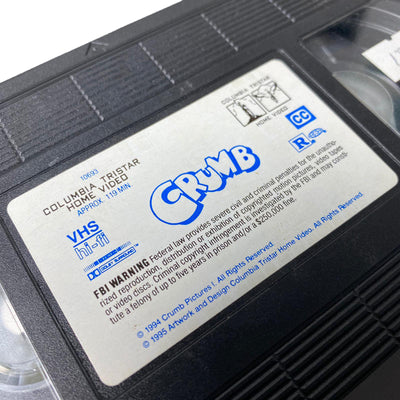 10693
COLUMBIA TRISTAR
HOME VIDEO
APPROX. 119 MIN
VHS
hi-fi
DOLBY SURROUND
COLUMBIA TRISTAR
HOME VIDEO
CC
R
CRUMB
FBI WARNING Federal law provides severe civil and criminal penalties for the unautho-
rized reproduction, distribution or exhibition of copyrighted motion pictures, video tapes
or video discs. Criminal copyright infringement is investigated by the FBI and may consti-
tute a felony of up to five years in prison and/or a $250,000 fine.
© 1994 Crumb Pictures I. All Rights Reserved.
© 1995 Artwork and Design Columbia Tristar Home Video. All Rights Reserved.